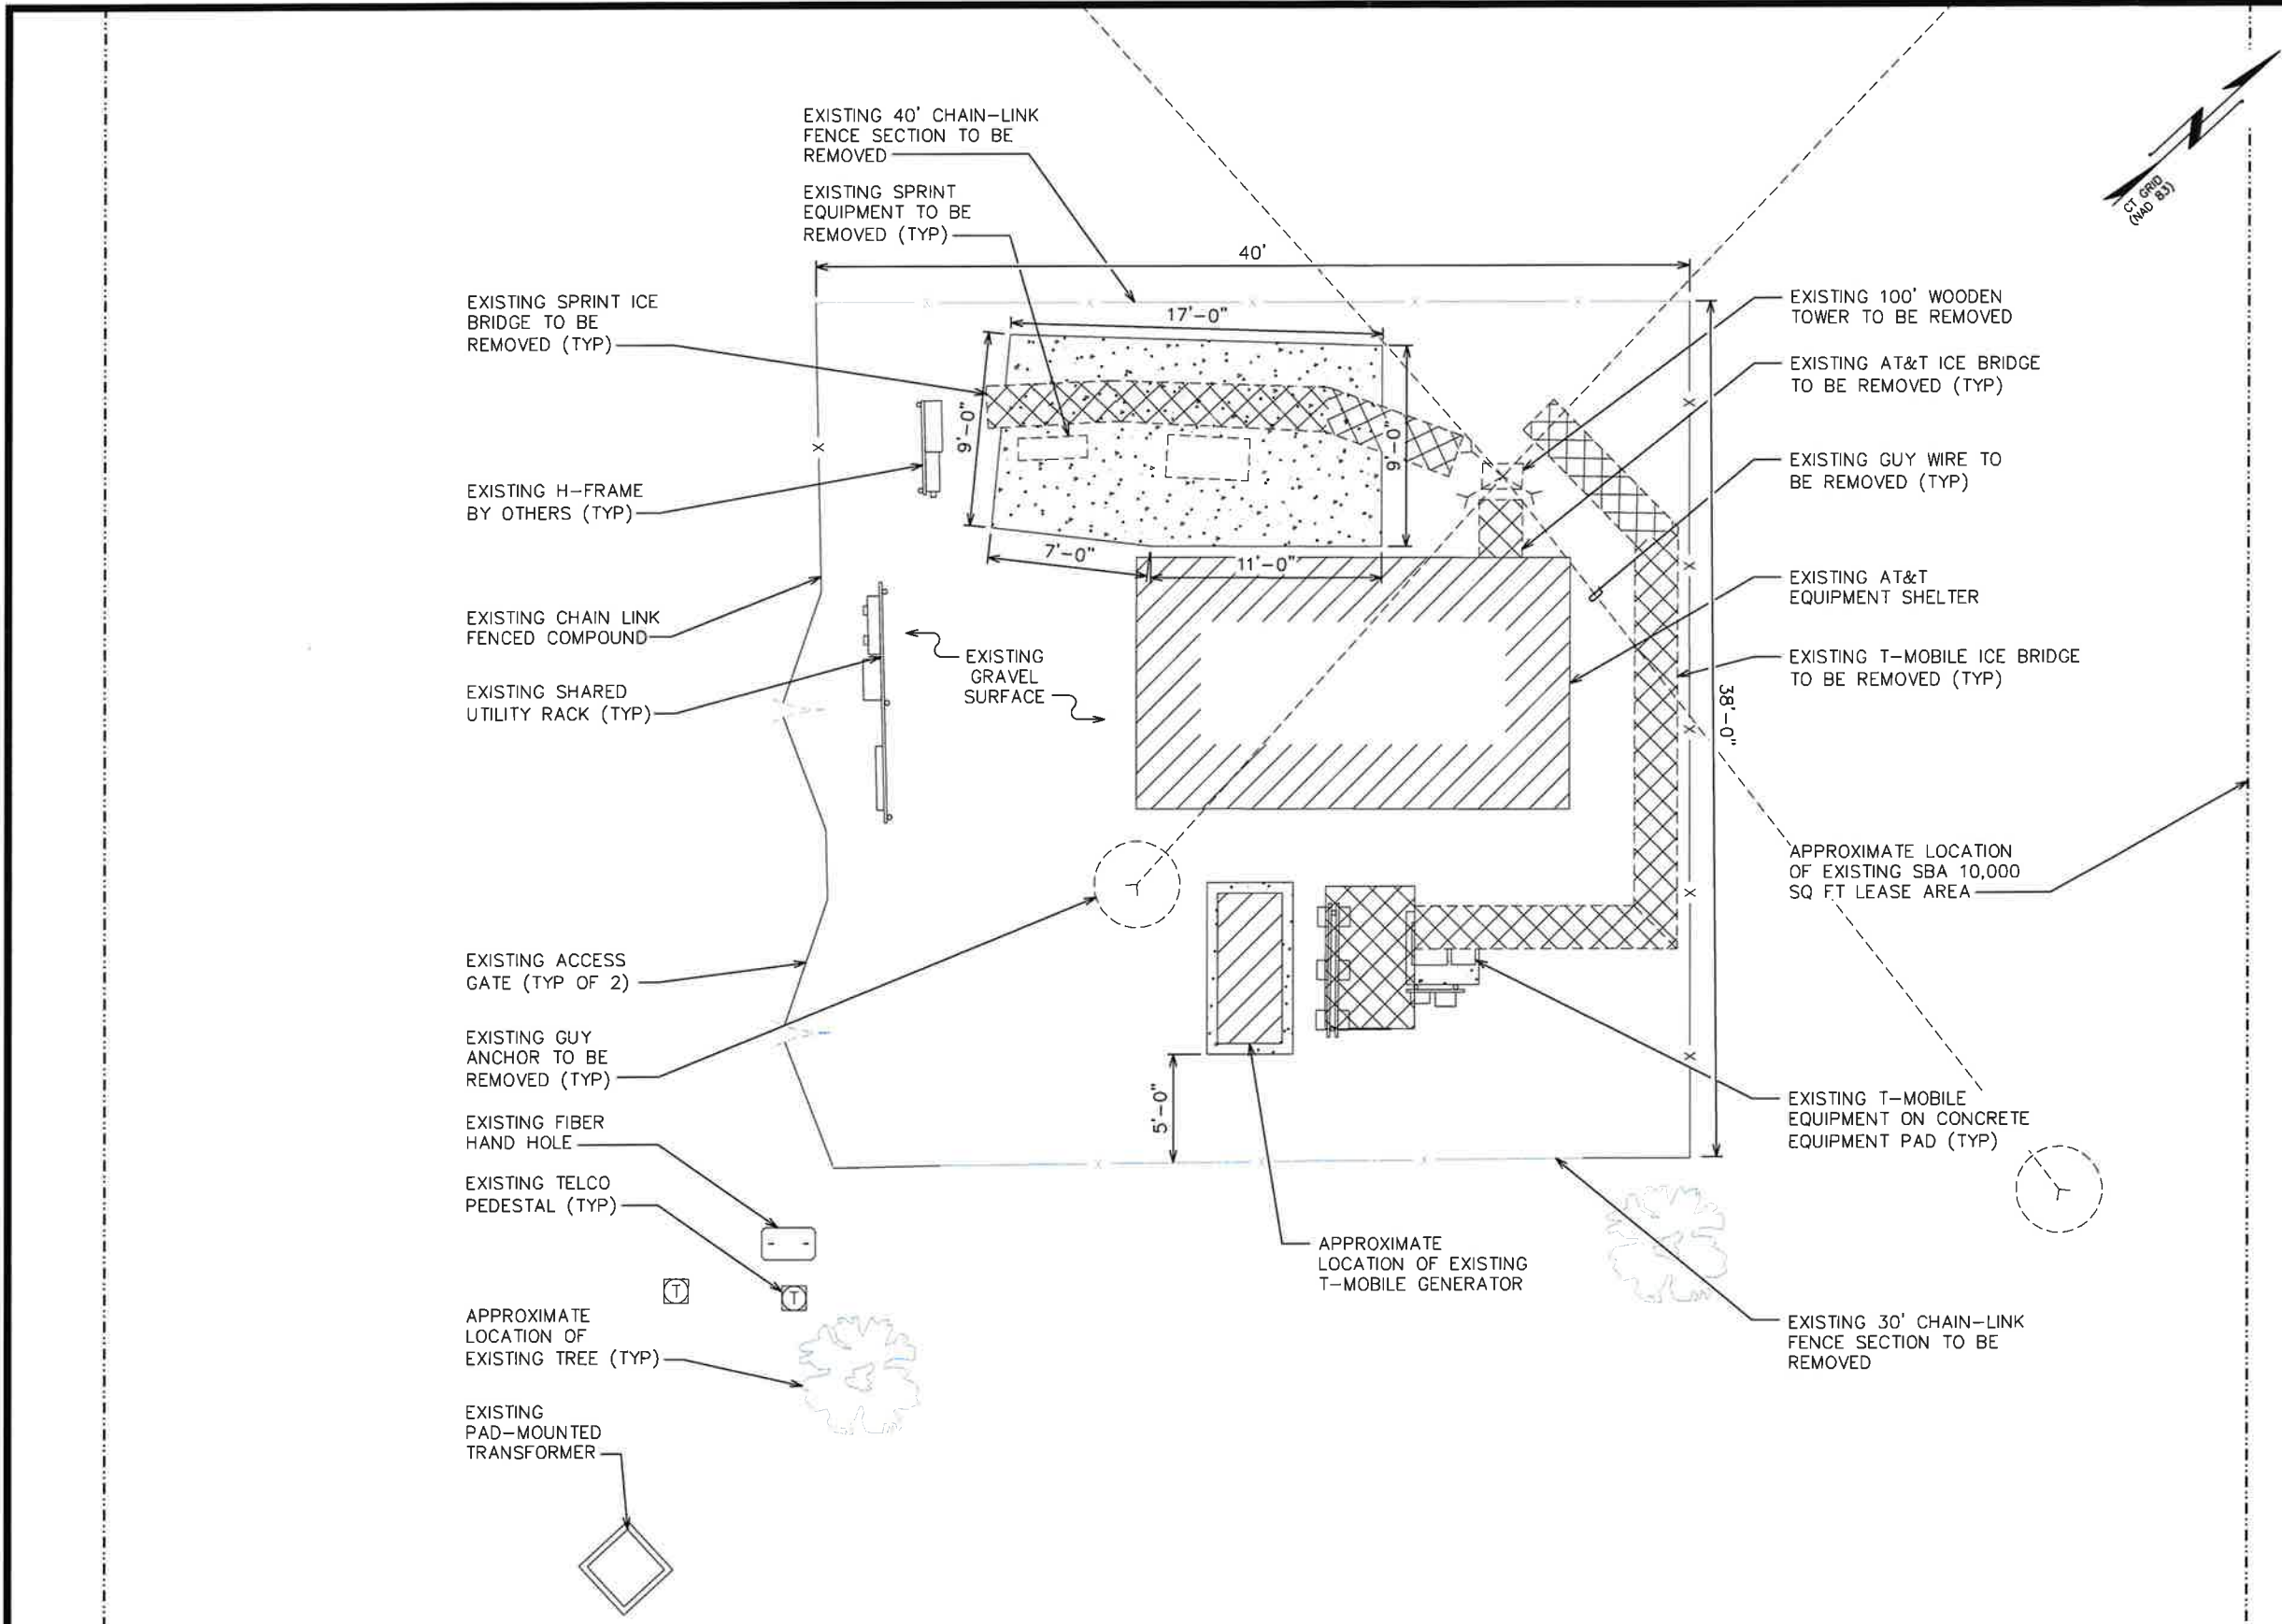 EXISTING 40' CHAIN-LINK
FENCE SECTION TO BE
REMOVED
EXISTING SPRINT
EQUIPMENT TO BE
REMOVED (TYP)
CT GRID
(NAD 83)
N
40'
EXISTING SPRINT ICE
BRIDGE TO BE
REMOVED (TYP)
17'-0"
9'-0"
9'-0"
7'-0"
11'-0"
EXISTING H-FRAME
BY OTHERS (TYP)
EXISTING CHAIN LINK
FENCED COMPOUND
EXISTING SHARED
UTILITY RACK (TYP)
EXISTING
GRAVEL
SURFACE
EXISTING ACCESS
GATE (TYP OF 2)
EXISTING GUY
ANCHOR TO BE
REMOVED (TYP)
EXISTING FIBER
HAND HOLE
EXISTING TELCO
PEDESTAL (TYP)
T
T
APPROXIMATE
LOCATION OF
EXISTING TREE (TYP)
EXISTING
PAD-MOUNTED
TRANSFORMER
5'-0"
APPROXIMATE
LOCATION OF EXISTING
T-MOBILE GENERATOR
EXISTING 100' WOODEN
TOWER TO BE REMOVED
EXISTING AT&T ICE BRIDGE
TO BE REMOVED (TYP)
EXISTING GUY WIRE TO
BE REMOVED (TYP)
EXISTING AT&T
EQUIPMENT SHELTER
EXISTING T-MOBILE ICE BRIDGE
TO BE REMOVED (TYP)
38'-0"
APPROXIMATE LOCATION
OF EXISTING SBA 10,000
SQ FT LEASE AREA
EXISTING T-MOBILE
EQUIPMENT ON CONCRETE
EQUIPMENT PAD (TYP)
EXISTING 30' CHAIN-LINK
FENCE SECTION TO BE
REMOVED